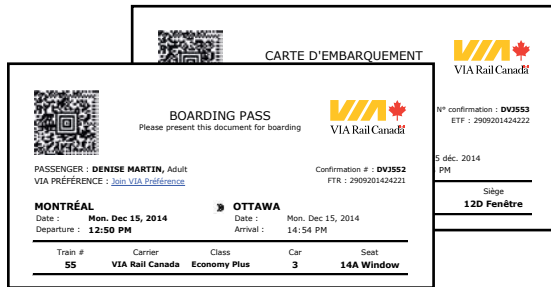 CARTE D'EMBARQUEMENT
VIA Rail Canada
N° confirmation : DVJ553
ETF : 2909201424222
5 déc. 2014
PM
Siège
12D Fenêtre
BOARDING PASS
Please present this document for boarding
VIA Rail Canada
PASSENGER : DENISE MARTIN, Adult
Confirmation # : DVJ552
VIA PRÉFÉRENCE : Join VIA Préférence
FTR : 2909201424221
MONTRÉAL » OTTAWA
Date : Mon. Dec 15, 2014 Date : Mon. Dec 15, 2014
Departure : 12:50 PM Arrival : 14:54 PM
Train # Carrier Class Car Seat
55 VIA Rail Canada Economy Plus 3 14A Window